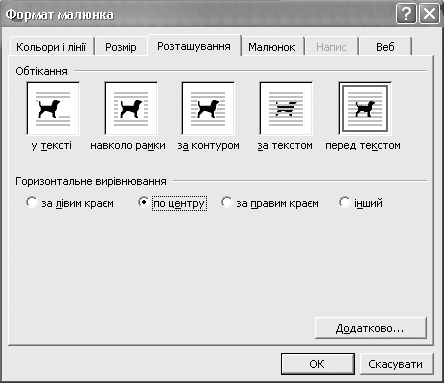 Формат малюнка
Кольори і лінії Розмір Розташування Малюнок Напис Веб
Обтікання
у тексті навколо рамки за контуром за текстом перед текстом
Горизонтальне вирівнювання
за лівим краєм по центру за правим краєм інший
Додатково...
ОК Скасувати